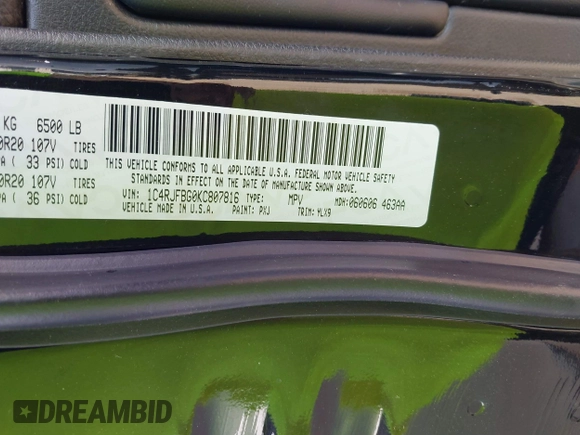 KG 6500 LB
0R20 107V TIRES
A (33 PSI) COLD
0R20 107V TIRES
A (36 PSI) COLD
THIS VEHICLE CONFORMS TO ALL APPLICABLE U.S.A. FEDERAL MOTOR VEHICLE SAFETY
STANDARDS IN EFFECT ON THE DATE OF MANUFACTURE SHOWN ABOVE.
VIN: 1C4RJFBG0KC807816 TYPE: MPV MDH: 060606 463AA
MADE IN U.S.A. PAINT: PXJ TRIM: YLX9
DREAMBID